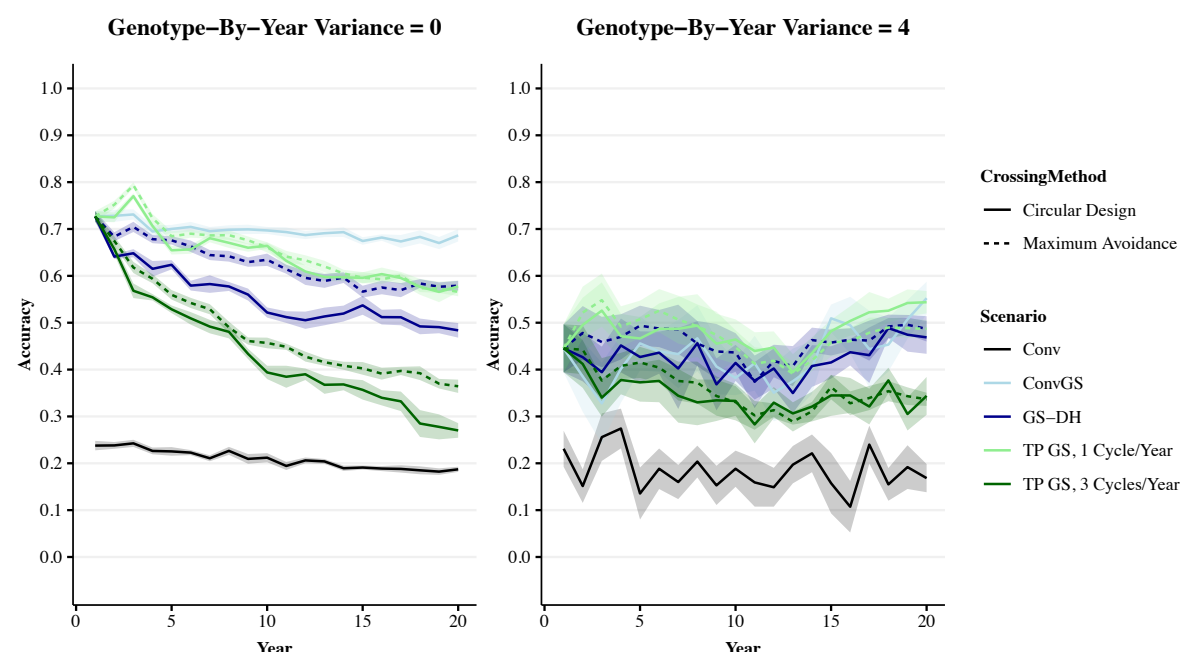 Genotype−By−Year Variance = 0
Genotype−By−Year Variance = 4
Accuracy
1.0
0.9
0.8
0.7
0.6
0.5
0.4
0.3
0.2
0.1
0.0
0
5
10
15
20
Year
Accuracy
1.0
0.9
0.8
0.7
0.6
0.5
0.4
0.3
0.2
0.1
0.0
0
5
10
15
20
Year
CrossingMethod
Circular Design
Maximum Avoidance
Scenario
Conv
ConvGS
GS−DH
TP GS, 1 Cycle/Year
TP GS, 3 Cycles/Year